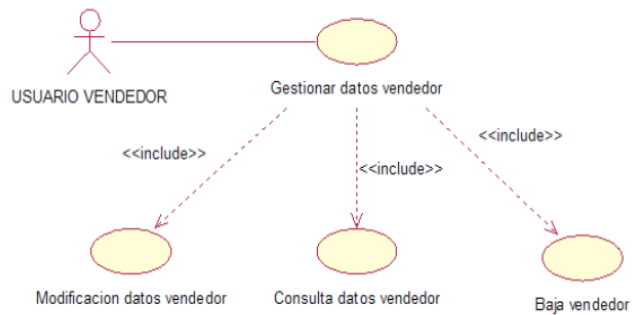 USUARIO VENDEDOR
Gestionar datos vendedor
<<include>>
<<include>>
<<include>>
Modificacion datos vendedor
Consulta datos vendedor
Baja vendedor